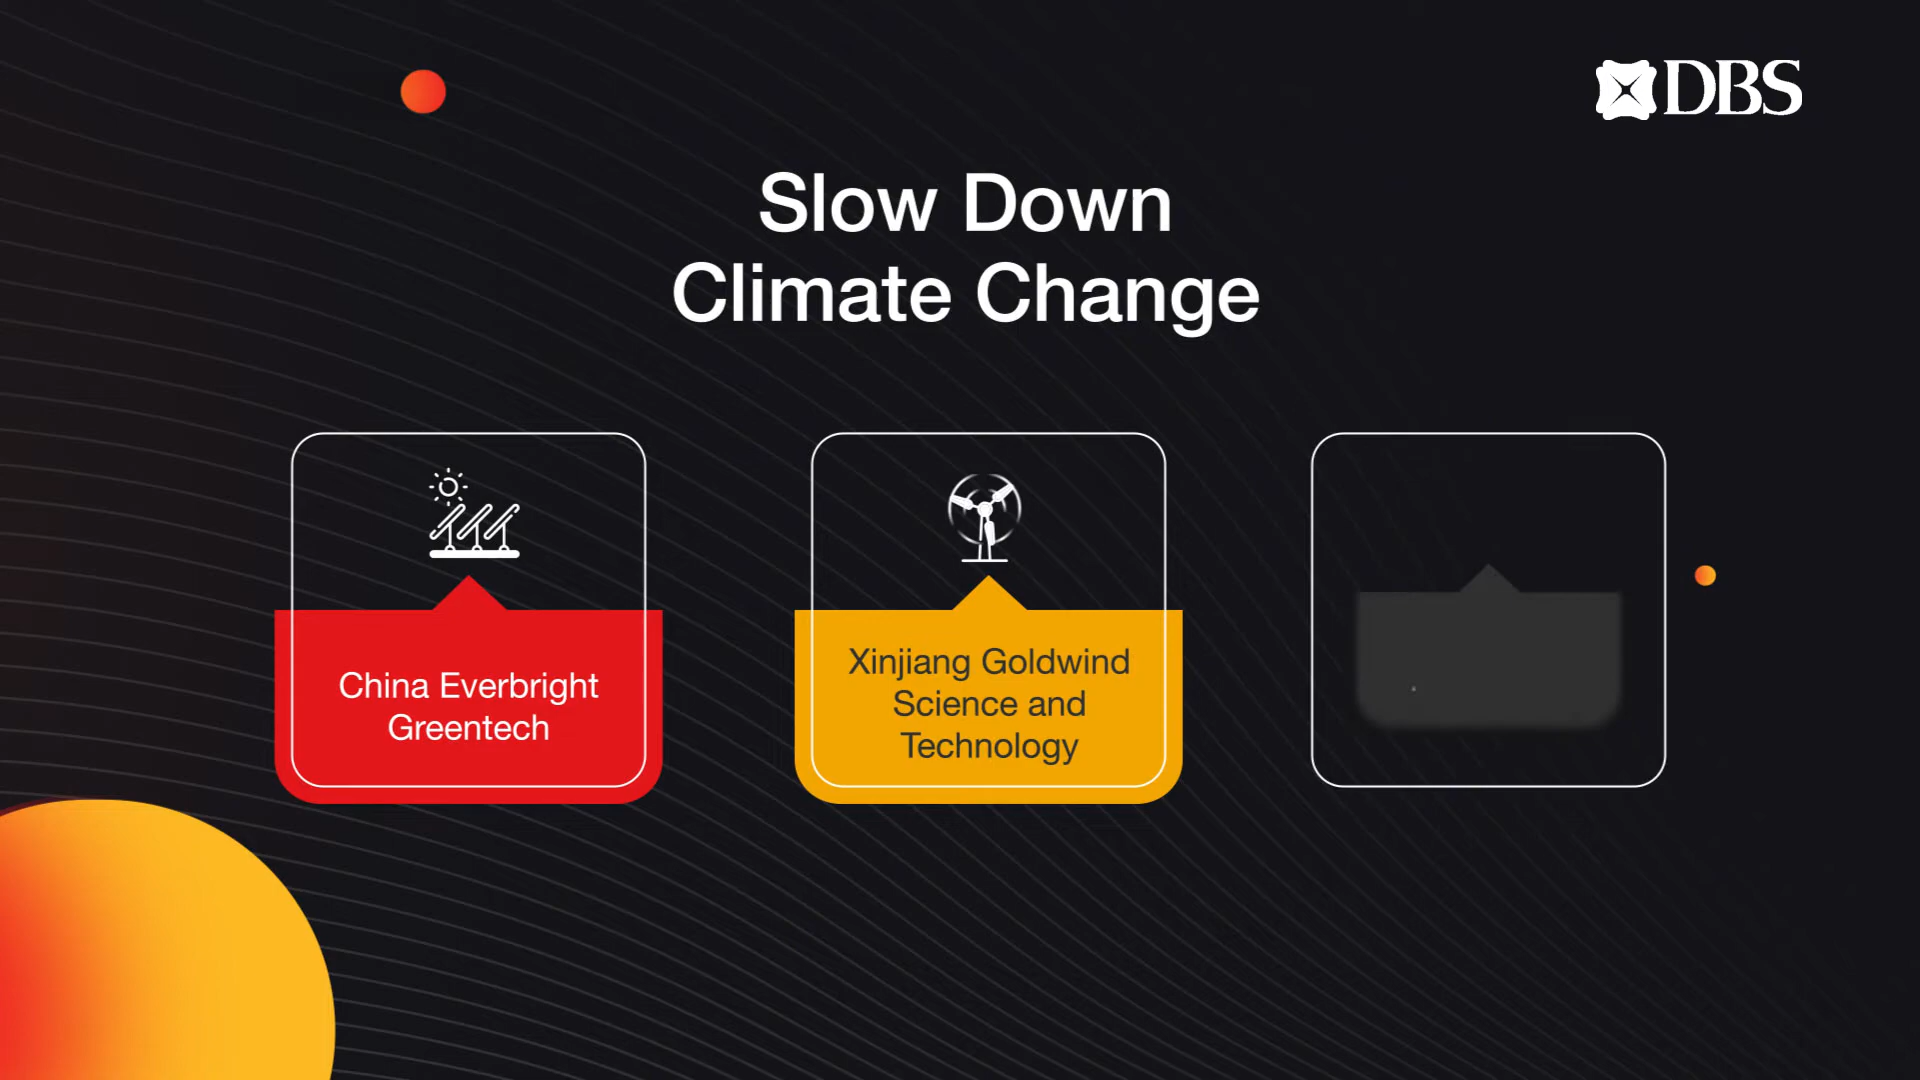 DBS
Slow Down
Climate Change
China Everbright
Greentech
Xinjiang Goldwind
Science and
Technology